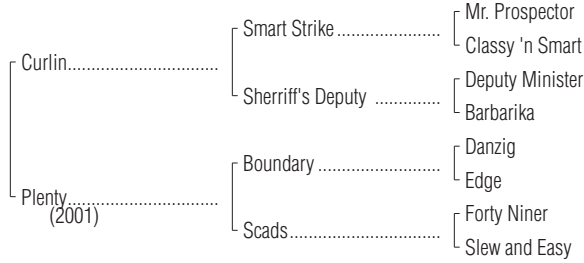 Mr. Prospector
Smart Strike ....................
Classy 'n Smart
Curlin.............................
Deputy Minister
Sherriff's Deputy .............
Barbarika
Danzig
Boundary ........................
Edge
Plenty.............................
(2001)
Forty Niner
Scads..............................
Slew and Easy